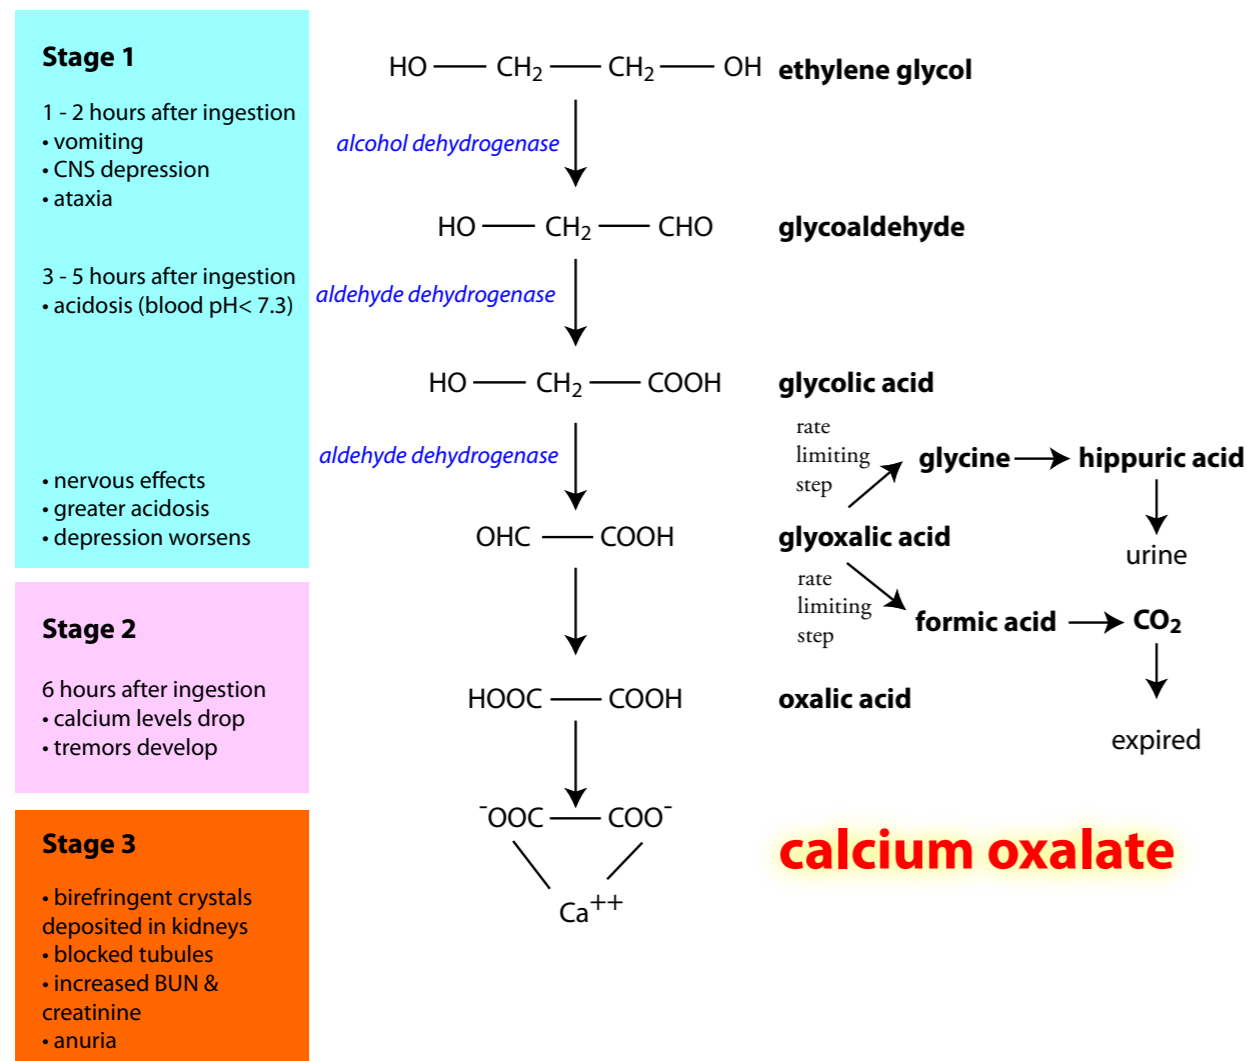 Stage 1
1 - 2 hours after ingestion
• vomiting
• CNS depression
• ataxia
3 - 5 hours after ingestion
• acidosis (blood pH< 7.3)
• nervous effects
• greater acidosis
• depression worsens
Stage 2
6 hours after ingestion
• calcium levels drop
• tremors develop
Stage 3
• birefringent crystals
deposited in kidneys
• blocked tubules
• increased BUN &
creatinine
• anuria
HO CH₂ CH₂ OH ethylene glycol
alcohol dehydrogenase
HO CH₂ CHO glycoaldehyde
aldehyde dehydrogenase
HO CH₂ COOH glycolic acid
aldehyde dehydrogenase
rate
limiting
step
glycine hippuric acid
urine
OHC COOH glyoxalic acid
rate
limiting
step
formic acid CO₂
expired
HOOC COOH oxalic acid
⁻OOC COO⁻
Ca⁺⁺
calcium oxalate